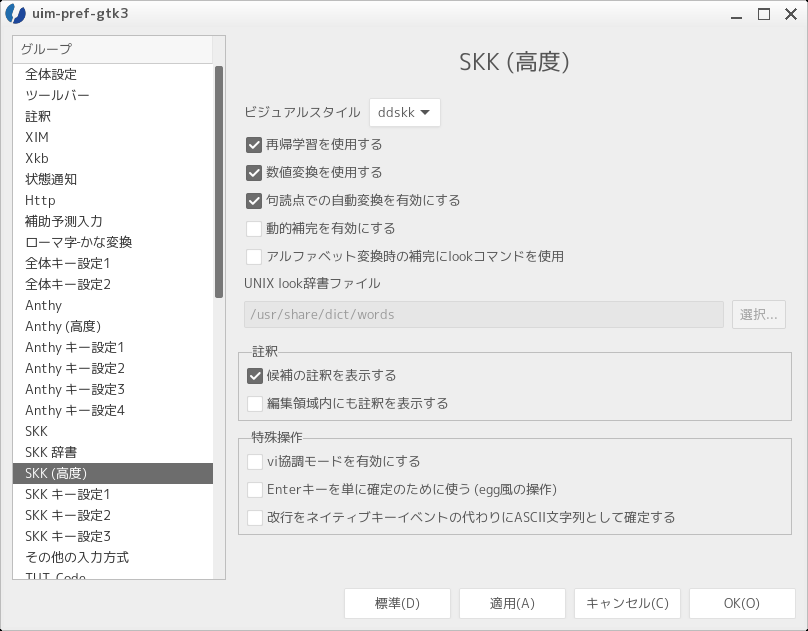 uim-pref-gtk3
グループ
全体設定
ツールバー
註釈
XIM
Xkb
状態通知
Http
補助予測入力
ローマ字-かな変換
全体キー設定1
全体キー設定2
Anthy
Anthy (高度)
Anthy キー設定1
Anthy キー設定2
Anthy キー設定3
Anthy キー設定4
SKK
SKK 辞書
SKK (高度)
SKK キー設定1
SKK キー設定2
SKK キー設定3
その他の入力方式
TUT-Code
SKK (高度)
ビジュアルスタイル ddskk
再帰学習を使用する
数値変換を使用する
句読点での自動変換を有効にする
動的補完を有効にする
アルファベット変換時の補完にlookコマンドを使用
UNIX look辞書ファイル
/usr/share/dict/words 選択...
註釈
候補の註釈を表示する
編集領域内にも註釈を表示する
特殊操作
vi協調モードを有効にする
Enterキーを単に確定のために使う (egg風の操作)
改行をネイティブキーイベントの代わりにASCII文字列として確定する
標準(D) 適用(A) キャンセル(C) OK(O)